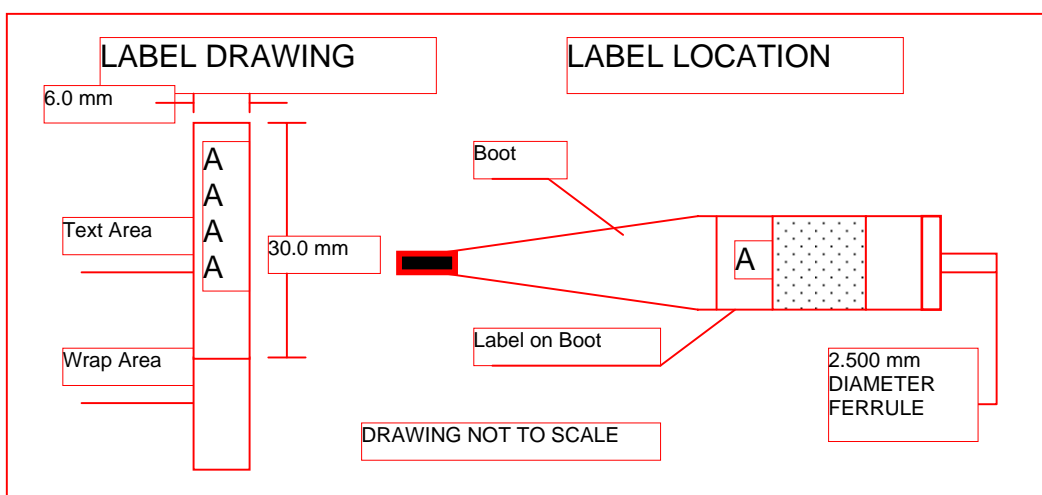 LABEL DRAWING
LABEL LOCATION
6.0 mm
A
A
A
A
Text Area
30.0 mm
Wrap Area
Boot
A
Label on Boot
2.500 mm
DIAMETER
FERRULE
DRAWING NOT TO SCALE